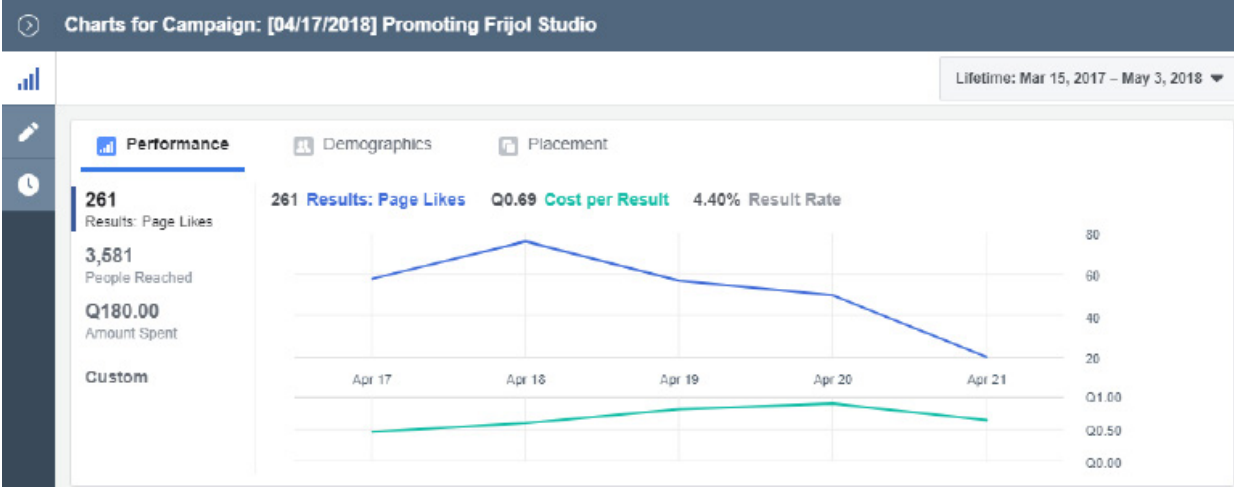 Charts for Campaign: [04/17/2018] Promoting Frijol Studio
Lifetime: Mar 15, 2017 – May 3, 2018
Performance
Demographics
Placement
261
Results: Page Likes
3,581
People Reached
Q180.00
Amount Spent
Custom
261 Results: Page Likes Q0.69 Cost per Result 4.40% Result Rate
80
60
40
20
Apr 17 Apr 18 Apr 19 Apr 20 Apr 21
Q1.00
Q0.50
Q0.00